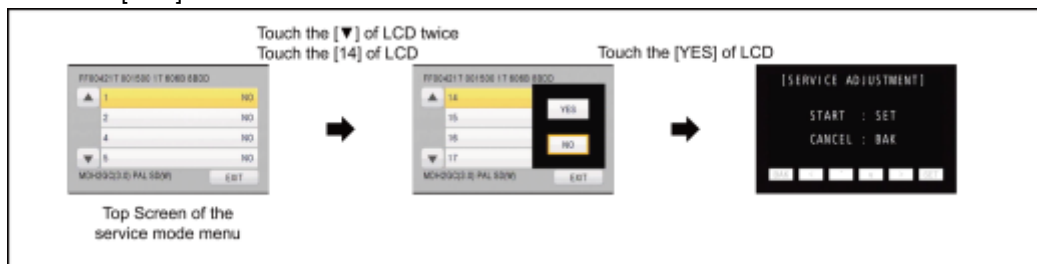 Touch the [▼] of LCD twice
Touch the [14] of LCD
Touch the [YES] of LCD
▲ 1 NO
2 NO
4 NO
▼ 5 NO
EXIT
Top Screen of the
service mode menu
▲ 14
15
16
▼ 17
YES
NO
EXIT
[SERVICE ADJUSTMENT]
START : SET
CANCEL : BAK